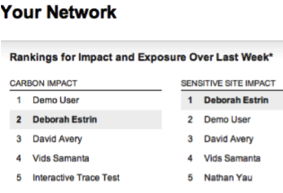 Your Network
Rankings for Impact and Exposure Over Last Week*
CARBON IMPACT
1 Demo User
2 Deborah Estrin
3 David Avery
4 Vids Samanta
5 Interactive Trace Test
SENSITIVE SITE IMPACT
1 Deborah Estrin
2 Demo User
3 David Avery
4 Vids Samanta
5 Nathan Yau